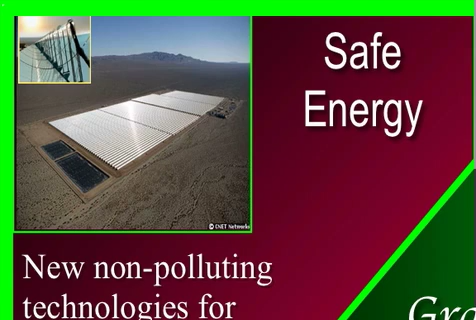 Safe
Energy
© CNET Networks
New non-polluting
technologies for